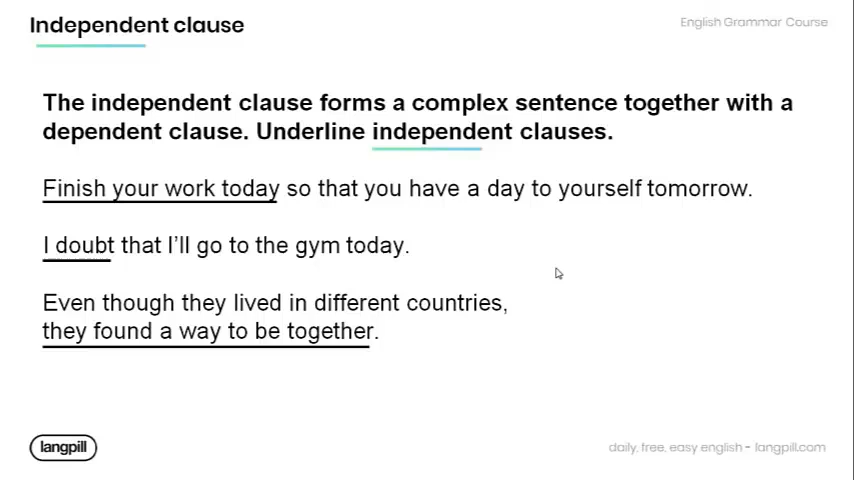 Independent clause
English Grammar Course
The independent clause forms a complex sentence together with a
dependent clause. Underline independent clauses.
Finish your work today so that you have a day to yourself tomorrow.
I doubt that I'll go to the gym today.
Even though they lived in different countries,
they found a way to be together.
langpill
daily, free, easy english - langpill.com